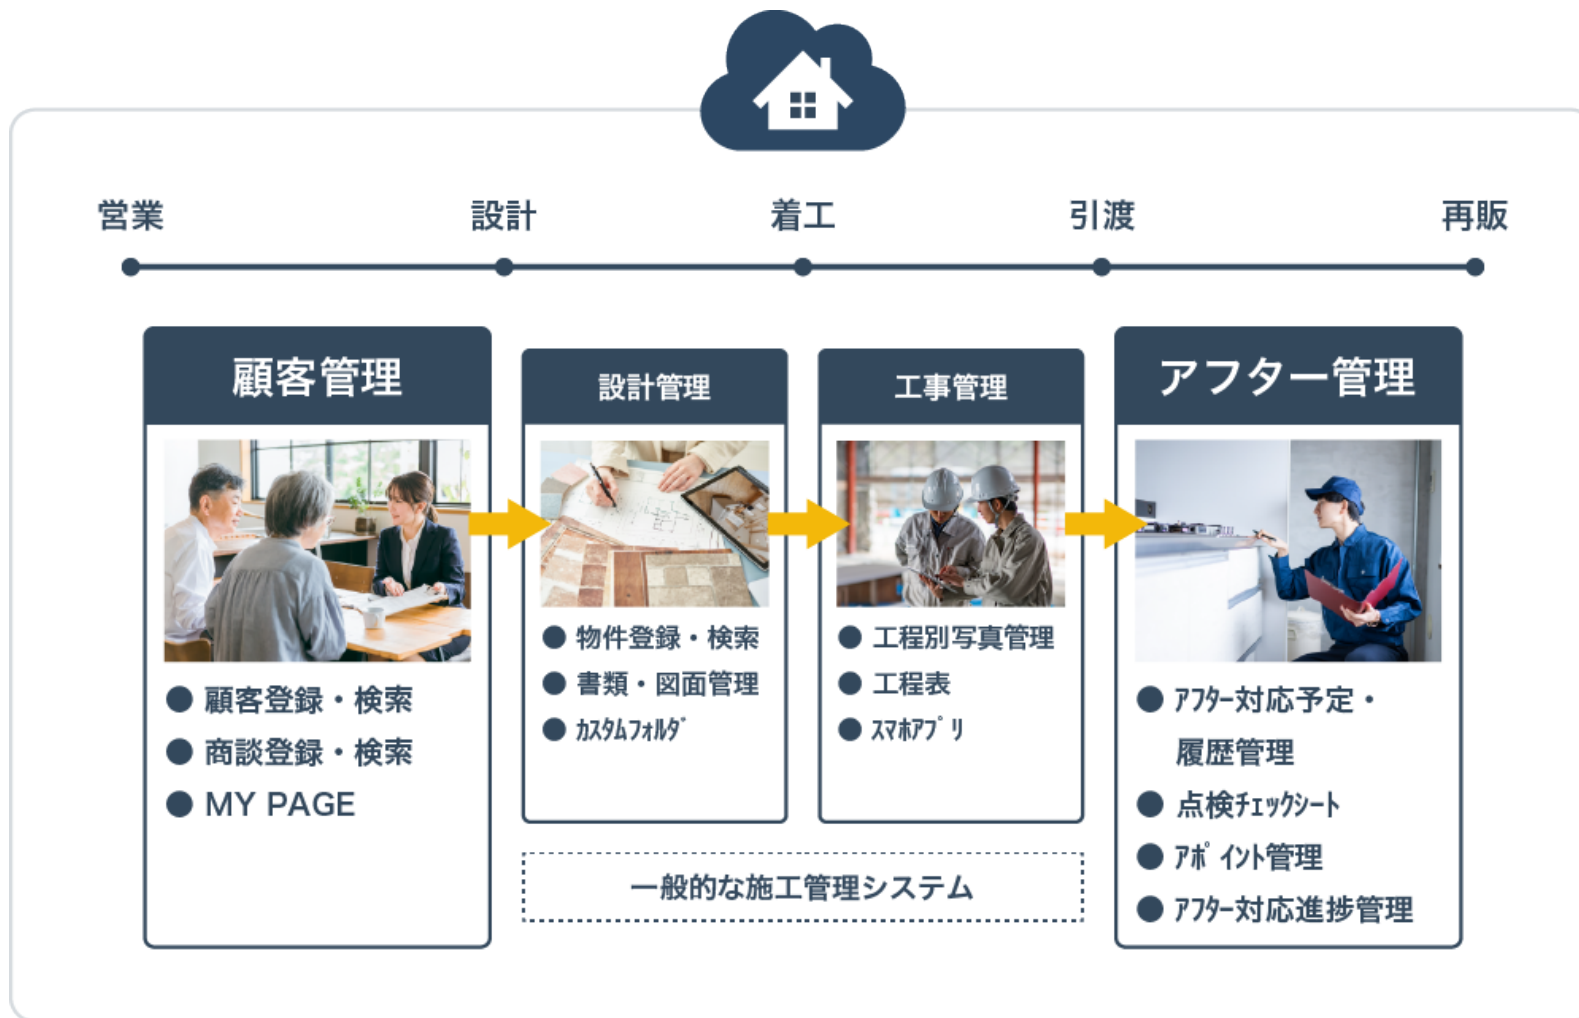 営業
設計
着工
引渡
再販
顧客管理
● 顧客登録・検索
● 商談登録・検索
● MY PAGE
設計管理
● 物件登録・検索
● 書類・図面管理
● ｶｽﾀﾑﾌｫﾙﾀﾞ
工事管理
● 工程別写真管理
● 工程表
● ｽﾏﾎｱﾌﾟﾘ
アフター管理
● ｱﾌﾀｰ対応予定・
履歴管理
● 点検ﾁｪｯｸｼｰﾄ
● ｱﾎﾟｲﾝﾄ管理
● ｱﾌﾀｰ対応進捗管理
一般的な施工管理システム